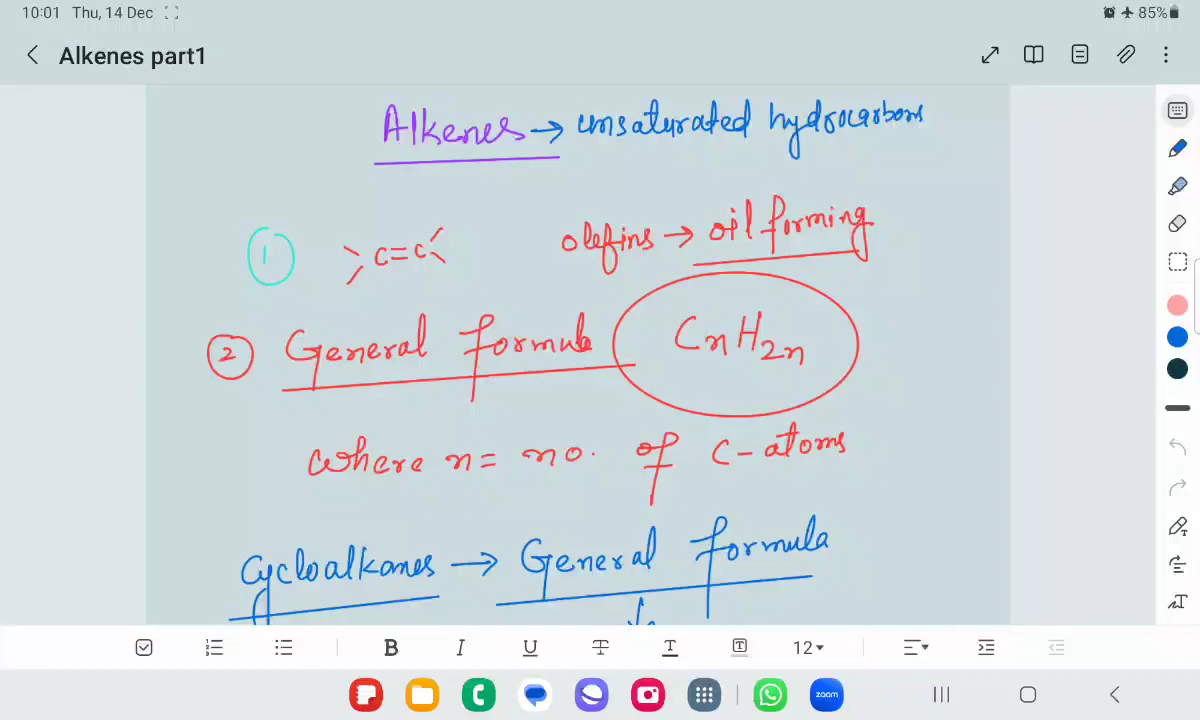 10:01 Thu, 14 Dec 85%
Alkenes part1
Alkenes → unsaturated hydrocarbons
1 >C=C< olefins → oil forming
2 General formula CnH2n
where n= no. of C-atoms
Cycloalkanes → General formula
B I U T T T 12
zoom